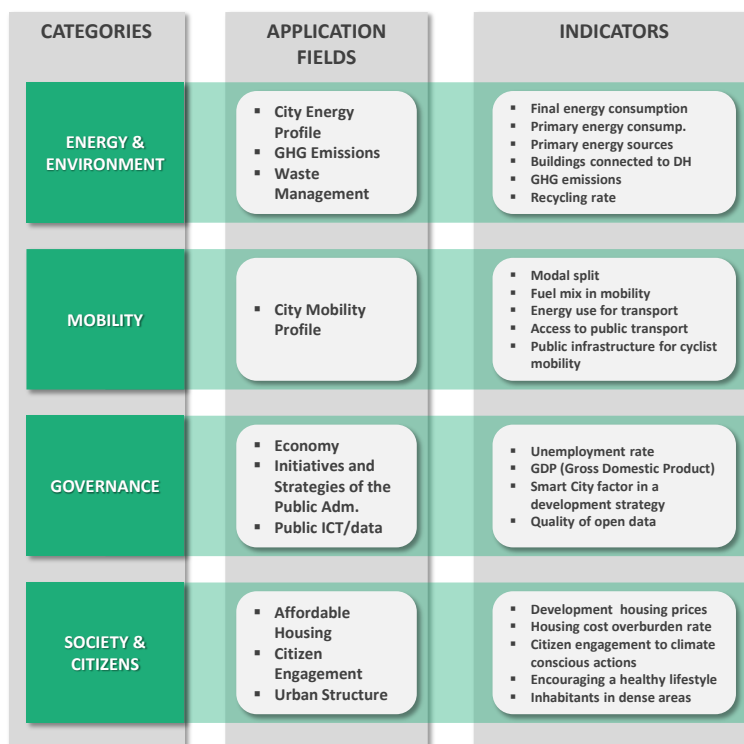 CATEGORIES
APPLICATION
FIELDS
INDICATORS
ENERGY &
ENVIRONMENT
▪ City Energy
Profile
▪ GHG Emissions
▪ Waste
Management
▪ Final energy consumption
▪ Primary energy consump.
▪ Primary energy sources
▪ Buildings connected to DH
▪ GHG emissions
▪ Recycling rate
MOBILITY
▪ City Mobility
Profile
▪ Modal split
▪ Fuel mix in mobility
▪ Energy use for transport
▪ Access to public transport
▪ Public infrastructure for cyclist
mobility
GOVERNANCE
▪ Economy
▪ Initiatives and
Strategies of the
Public Adm.
▪ Public ICT/data
▪ Unemployment rate
▪ GDP (Gross Domestic Product)
▪ Smart City factor in a
development strategy
▪ Quality of open data
SOCIETY &
CITIZENS
▪ Affordable
Housing
▪ Citizen
Engagement
▪ Urban Structure
▪ Development housing prices
▪ Housing cost overburden rate
▪ Citizen engagement to climate
conscious actions
▪ Encouraging a healthy lifestyle
▪ Inhabitants in dense areas